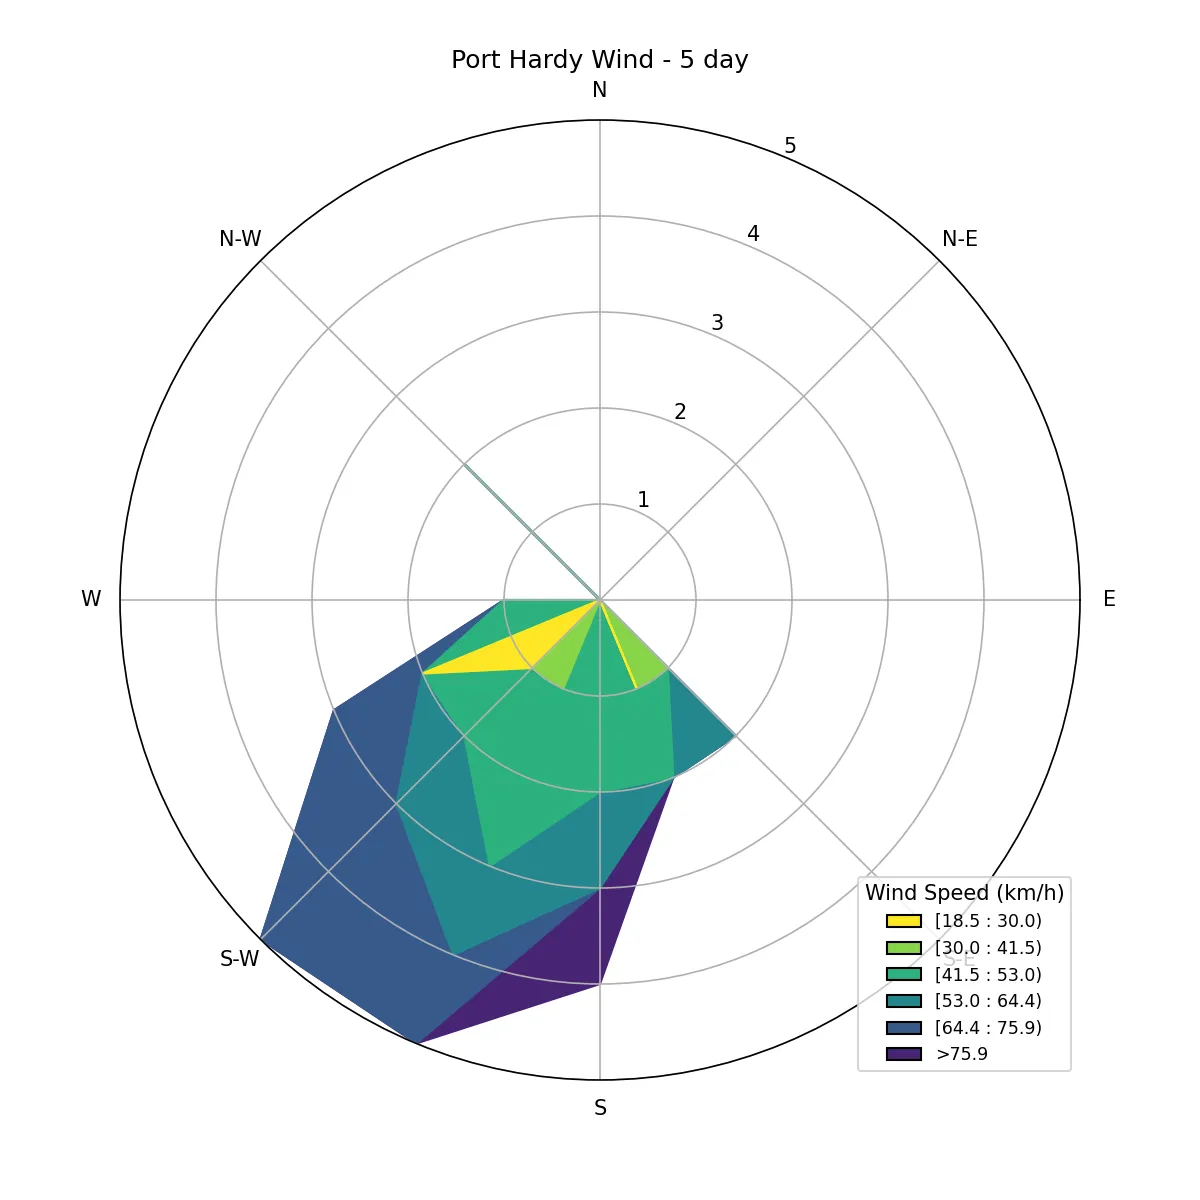 Port Hardy Wind - 5 day
N
5
N-W
4
N-E
3
2
1
W
E
S-W
S-E
Wind Speed (km/h)
[18.5 : 30.0)
[30.0 : 41.5)
[41.5 : 53.0)
[53.0 : 64.4)
[64.4 : 75.9)
>75.9
S